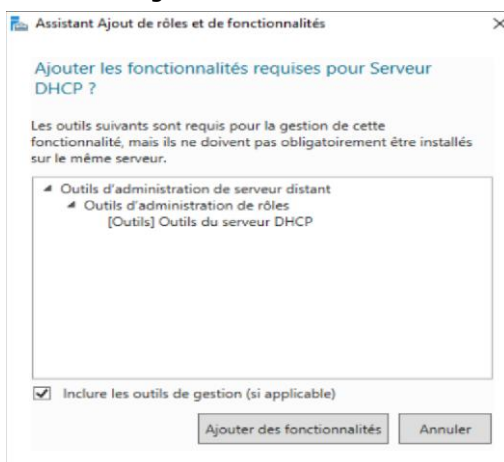 Assistant Ajout de rôles et de fonctionnalités
Ajouter les fonctionnalités requises pour Serveur
DHCP ?
Les outils suivants sont requis pour la gestion de cette
fonctionnalité, mais ils ne doivent pas obligatoirement être installés
sur le même serveur.
Outils d'administration de serveur distant
Outils d'administration de rôles
[Outils] Outils du serveur DHCP
Inclure les outils de gestion (si applicable)
Ajouter des fonctionnalités Annuler